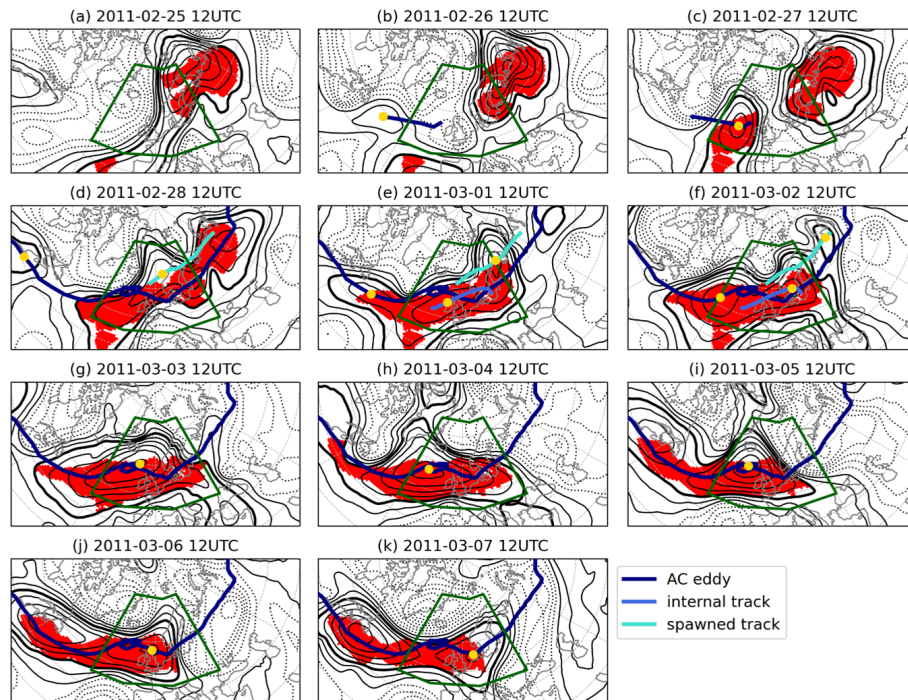 (a) 2011-02-25 12UTC
(b) 2011-02-26 12UTC
(c) 2011-02-27 12UTC
(d) 2011-02-28 12UTC
(e) 2011-03-01 12UTC
(f) 2011-03-02 12UTC
(g) 2011-03-03 12UTC
(h) 2011-03-04 12UTC
(i) 2011-03-05 12UTC
(j) 2011-03-06 12UTC
(k) 2011-03-07 12UTC
AC eddy
internal track
spawned track